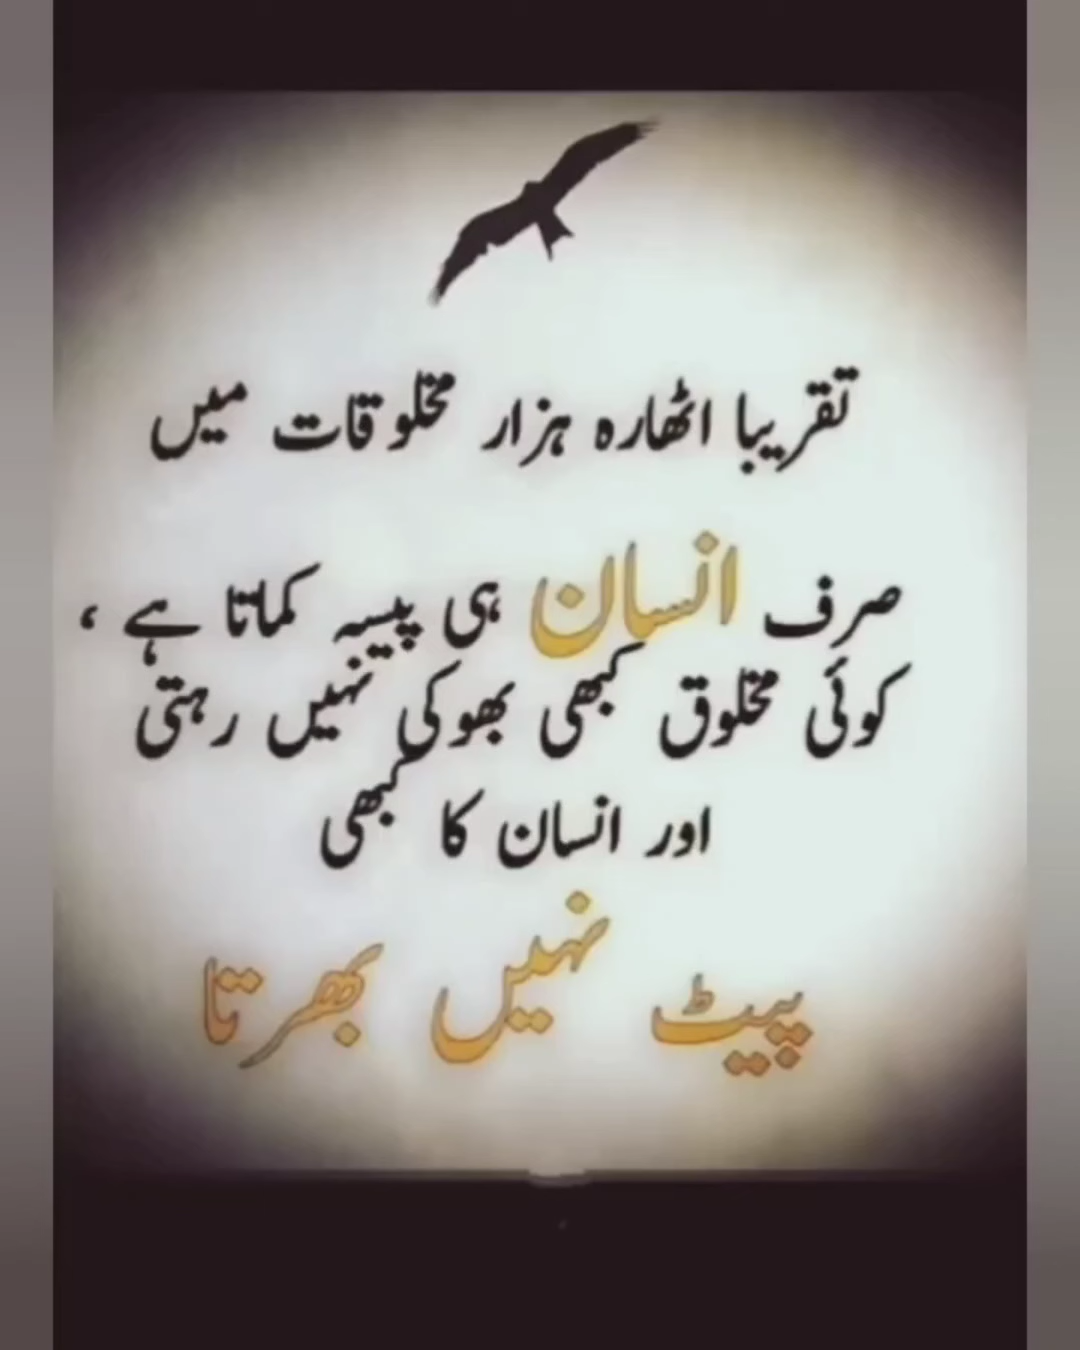 تقریبا اٹھارہ ہزار مخلوقات میں
صرف انسان ہی پیسہ کماتا ہے ،
کوئی مخلوق کبھی بھوکی نہیں رہتی
اور انسان کا کبھی
پیٹ نہیں بھرتا